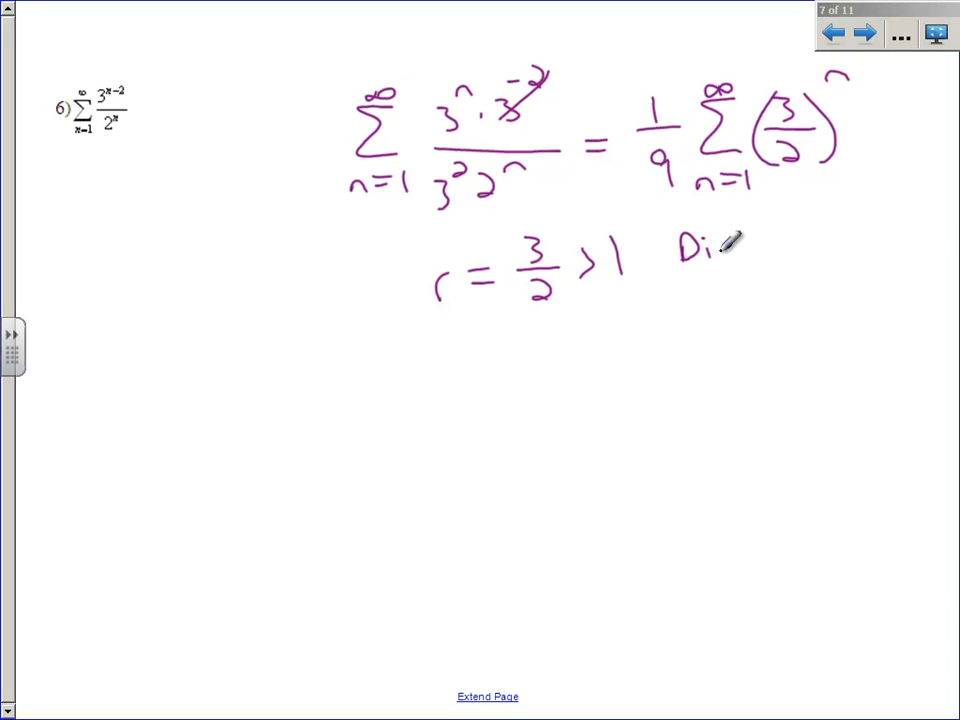 7 of 11
6) ∑_{n=1}^{∞} 3^{n-2}/2^{n}
∑_{n=1}^{∞} (3^{n} · 3^{-2})/(3^{2} 2^{n}) = 1/9 ∑_{n=1}^{∞} (3/2)^{n}
r = 3/2 > 1 Di
Extend Page